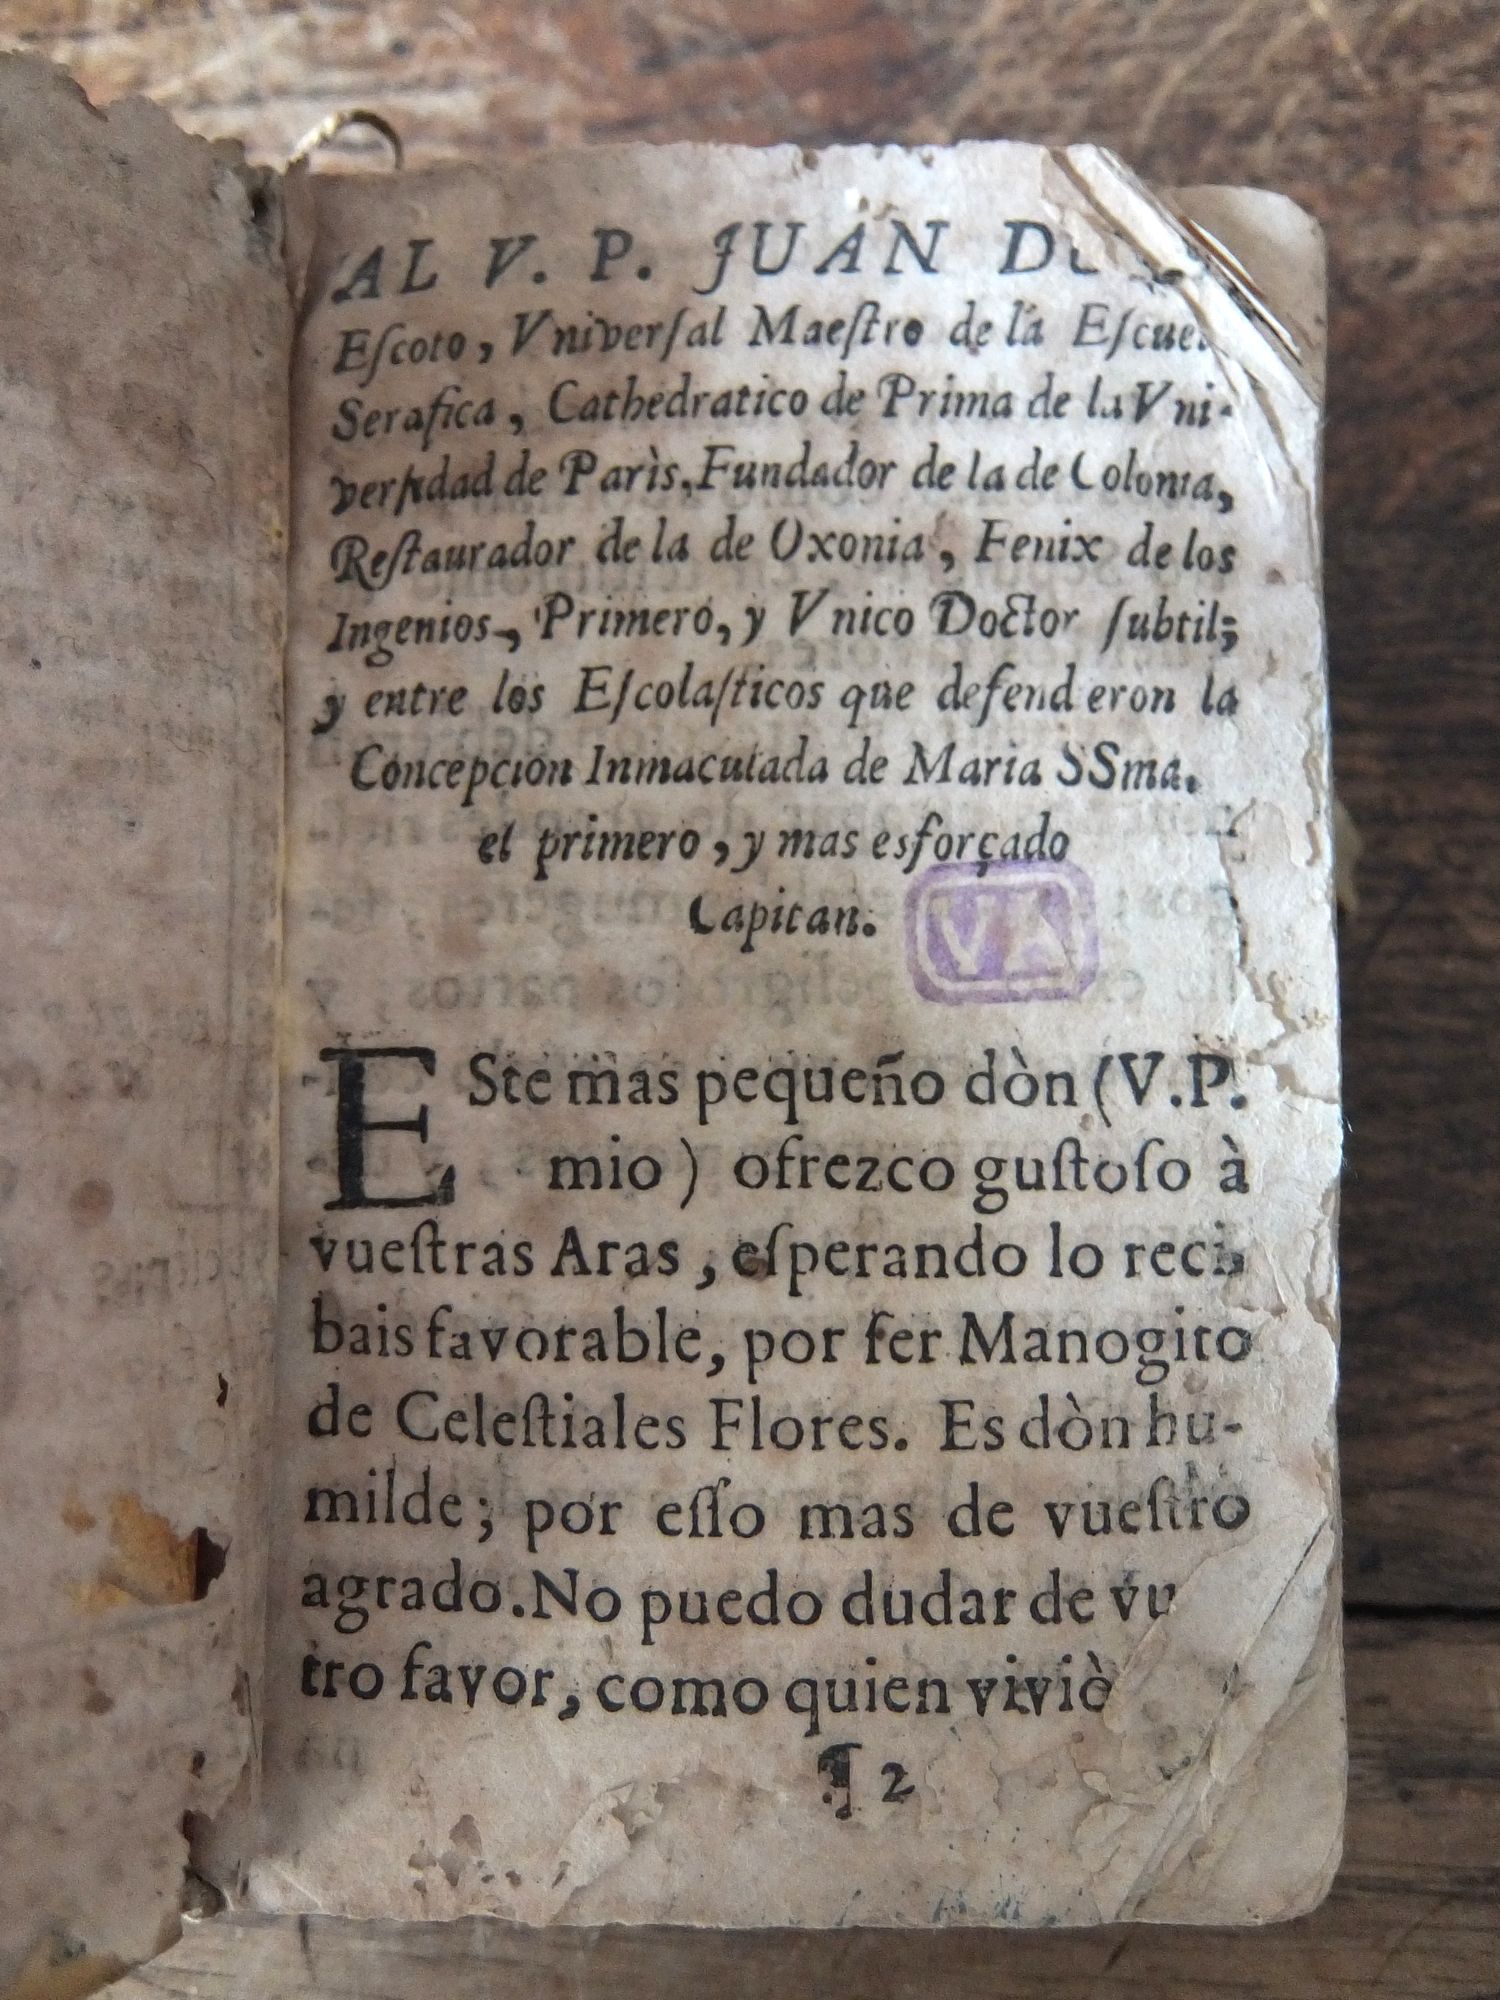 AL V. P. JUAN
Eſcoto, Vniverſal Maeſtro de la
Serafica, Cathedratico de Prima de la Vni-
verſidad de Parìs, Fundador de la de Colonia,
Reſtaurador de la de Oxonia, Fenix de los
Ingenios, Primero, y Vnico Doctor ſubtil;
y entre los Eſcolaſticos que defendieron la
Concepcion Inmaculada de Maria SSma.
el primero, y mas esforçado
Capitan.
VA
ESte mas pequeño dòn (V.P.
mio) ofrezco guſtoſo à
vueſtras Aras, eſperando lo reci-
bais favorable, por ſer Manogito
de Celeſtiales Flores. Es dòn hu-
milde; por eſſo mas de vueſtro
agrado. No puedo dudar de vu
tro favor, como quien viviò
¶ 2